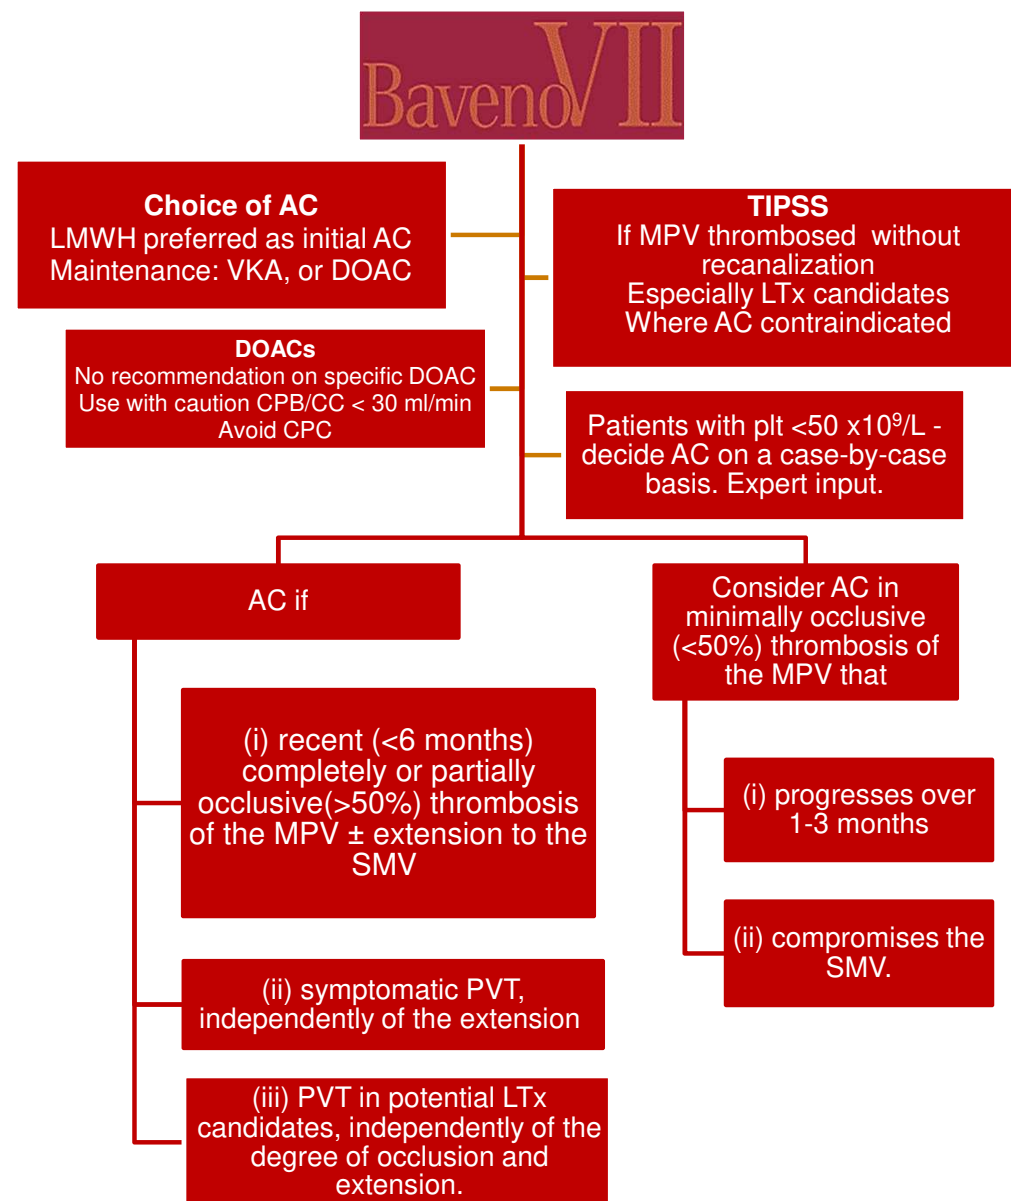 Baveno VII
Choice of AC
LMWH preferred as initial AC
Maintenance: VKA, or DOAC
TIPSS
If MPV thrombosed without
recanalization
Especially LTx candidates
Where AC contraindicated
DOACs
No recommendation on specific DOAC
Use with caution CPB/CC < 30 ml/min
Avoid CPC
Patients with plt <50 x10⁹/L -
decide AC on a case-by-case
basis. Expert input.
AC if
(i) recent (<6 months)
completely or partially
occlusive(>50%) thrombosis
of the MPV ± extension to the
SMV
(ii) symptomatic PVT,
independently of the extension
(iii) PVT in potential LTx
candidates, independently of the
degree of occlusion and
extension.
Consider AC in
minimally occlusive
(<50%) thrombosis of
the MPV that
(i) progresses over
1-3 months
(ii) compromises the
SMV.